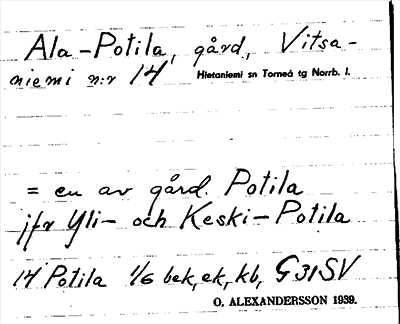 Ala-Potila, gård, Vitsa-
niemi n:r 14 Hietaniemi sn Torneå tg Norrb. l.
= en av gård. Potila
jfr Yli- och Keski-Potila
14 Potila 1/6 bek, ek, kb, G31SV
O. ALEXANDERSSON 1939.